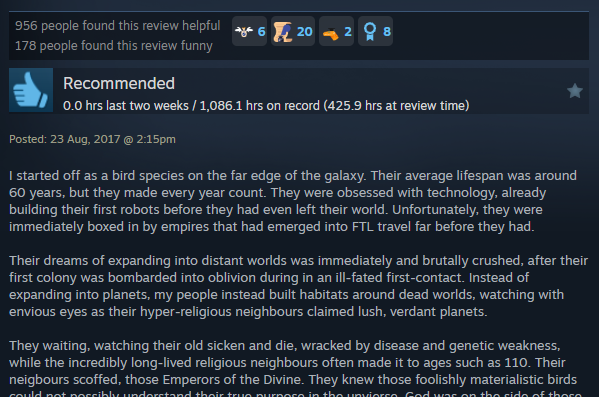 956 people found this review helpful
178 people found this review funny
6
20
2
8
Recommended
0.0 hrs last two weeks / 1,086.1 hrs on record (425.9 hrs at review time)
Posted: 23 Aug, 2017 @ 2:15pm
I started off as a bird species on the far edge of the galaxy. Their average lifespan was around
60 years, but they made every year count. They were obsessed with technology, already
building their first robots before they had even left their world. Unfortunately, they were
immediately boxed in by empires that had emerged into FTL travel far before they had.
Their dreams of expanding into distant worlds was immediately and brutally crushed, after their
first colony was bombarded into oblivion during in an ill-fated first-contact. Instead of
expanding into planets, my people instead built habitats around dead worlds, watching with
envious eyes as their hyper-religious neighbours claimed lush, verdant planets.
They waiting, watching their old sicken and die, wracked by disease and genetic weakness,
while the incredibly long-lived religious neighbours often made it to ages such as 110. Their
neigbours scoffed, those Emperors of the Divine. They knew those foolishly materialistic birds
could not possibly understand their true purpose in the unvierse. God was on the side of those